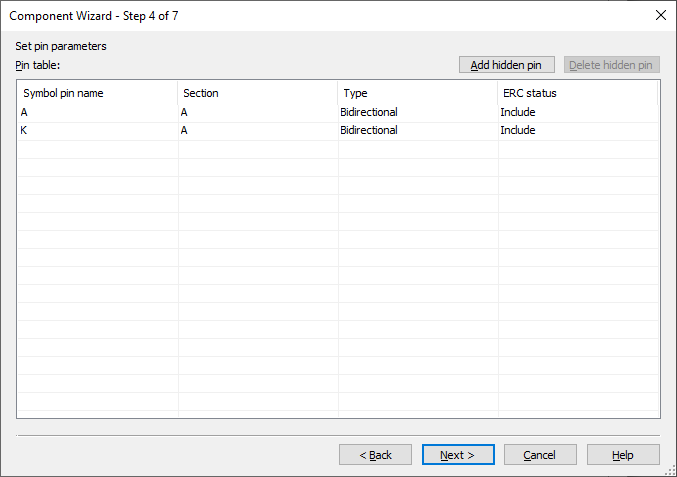 Component Wizard - Step 4 of 7
Set pin parameters
Pin table:
Add hidden pin
Delete hidden pin
Symbol pin name Section Type ERC status
A A Bidirectional Include
K A Bidirectional Include
< Back
Next >
Cancel
Help